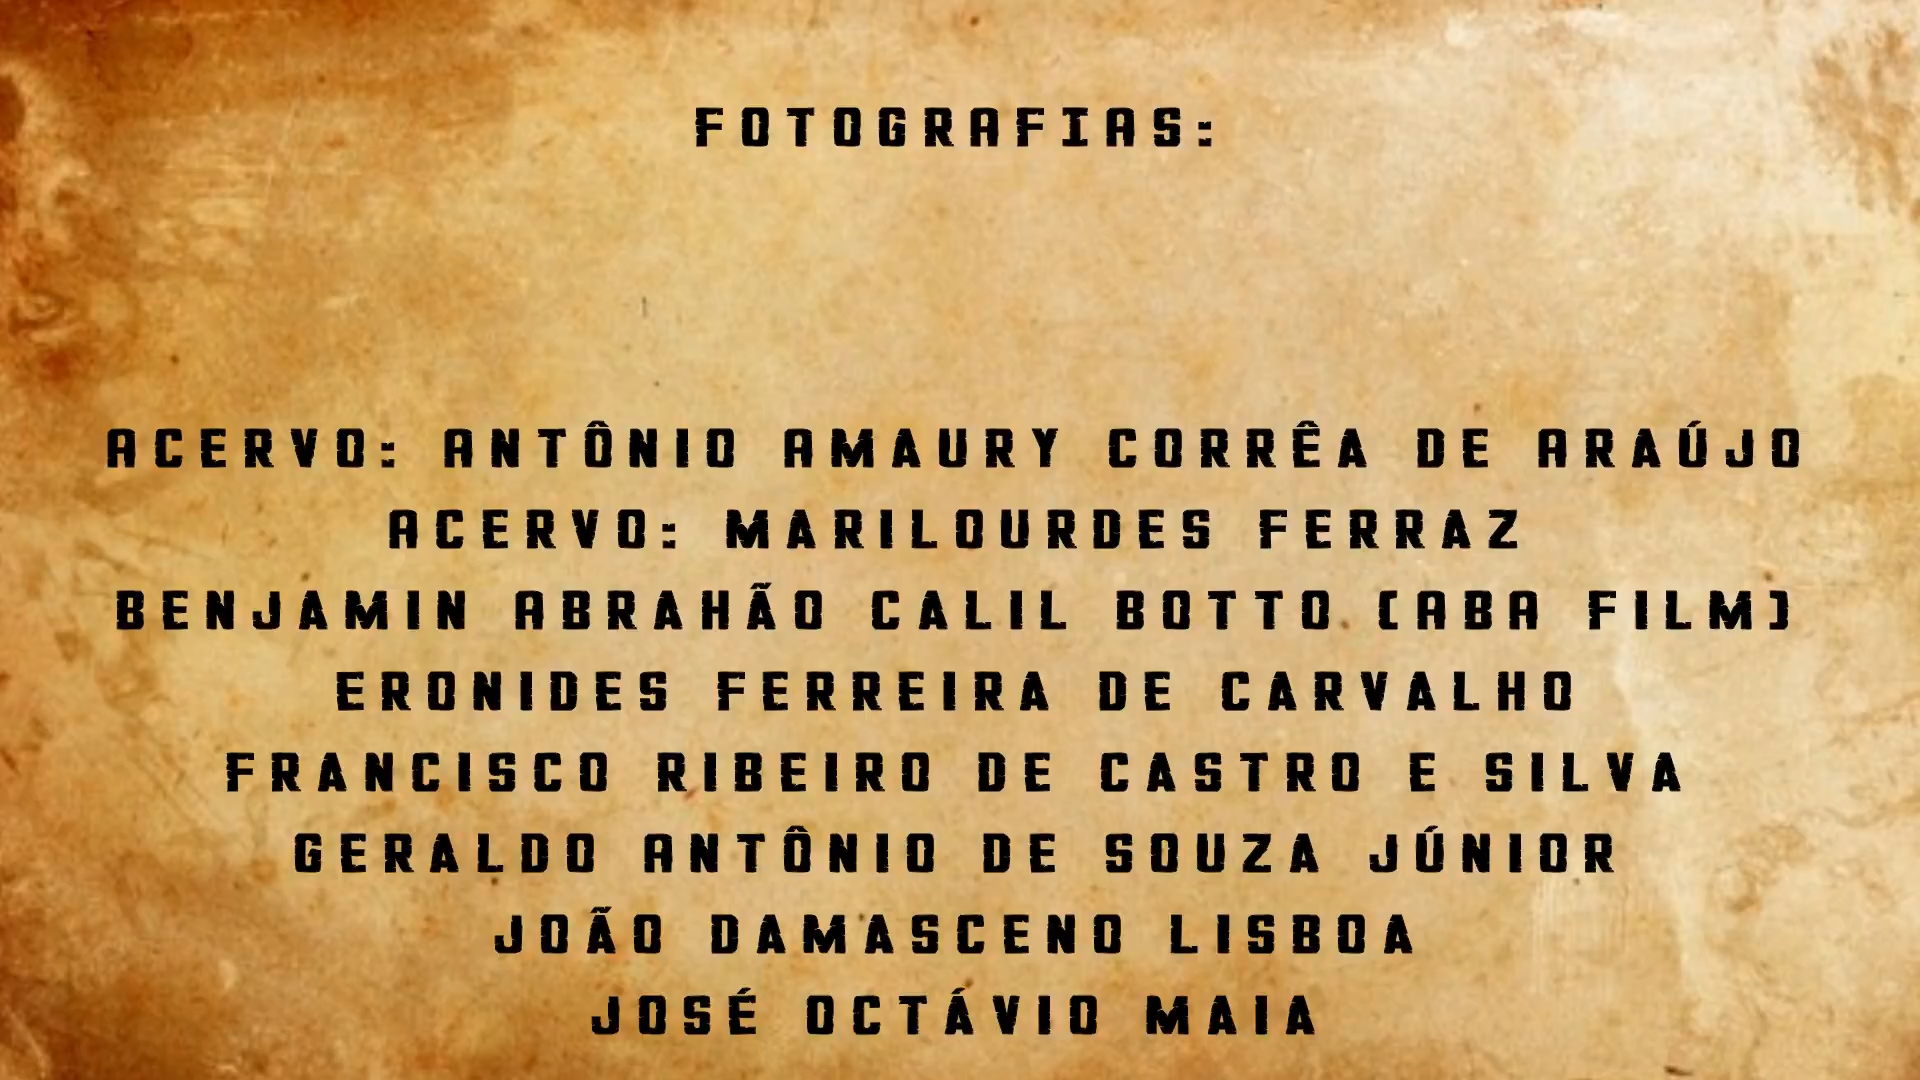 FOTOGRAFIAS:
ACERVO: ANTÔNIO AMAURY CORRÊA DE ARAÚJO
ACERVO: MARILOURDES FERRAZ
BENJAMIN ABRAHÃO CALIL BOTTO (ABA FILM)
ERONIDES FERREIRA DE CARVALHO
FRANCISCO RIBEIRO DE CASTRO E SILVA
GERALDO ANTÔNIO DE SOUZA JÚNIOR
JOÃO DAMASCENO LISBOA
JOSÉ OCTÁVIO MAIA